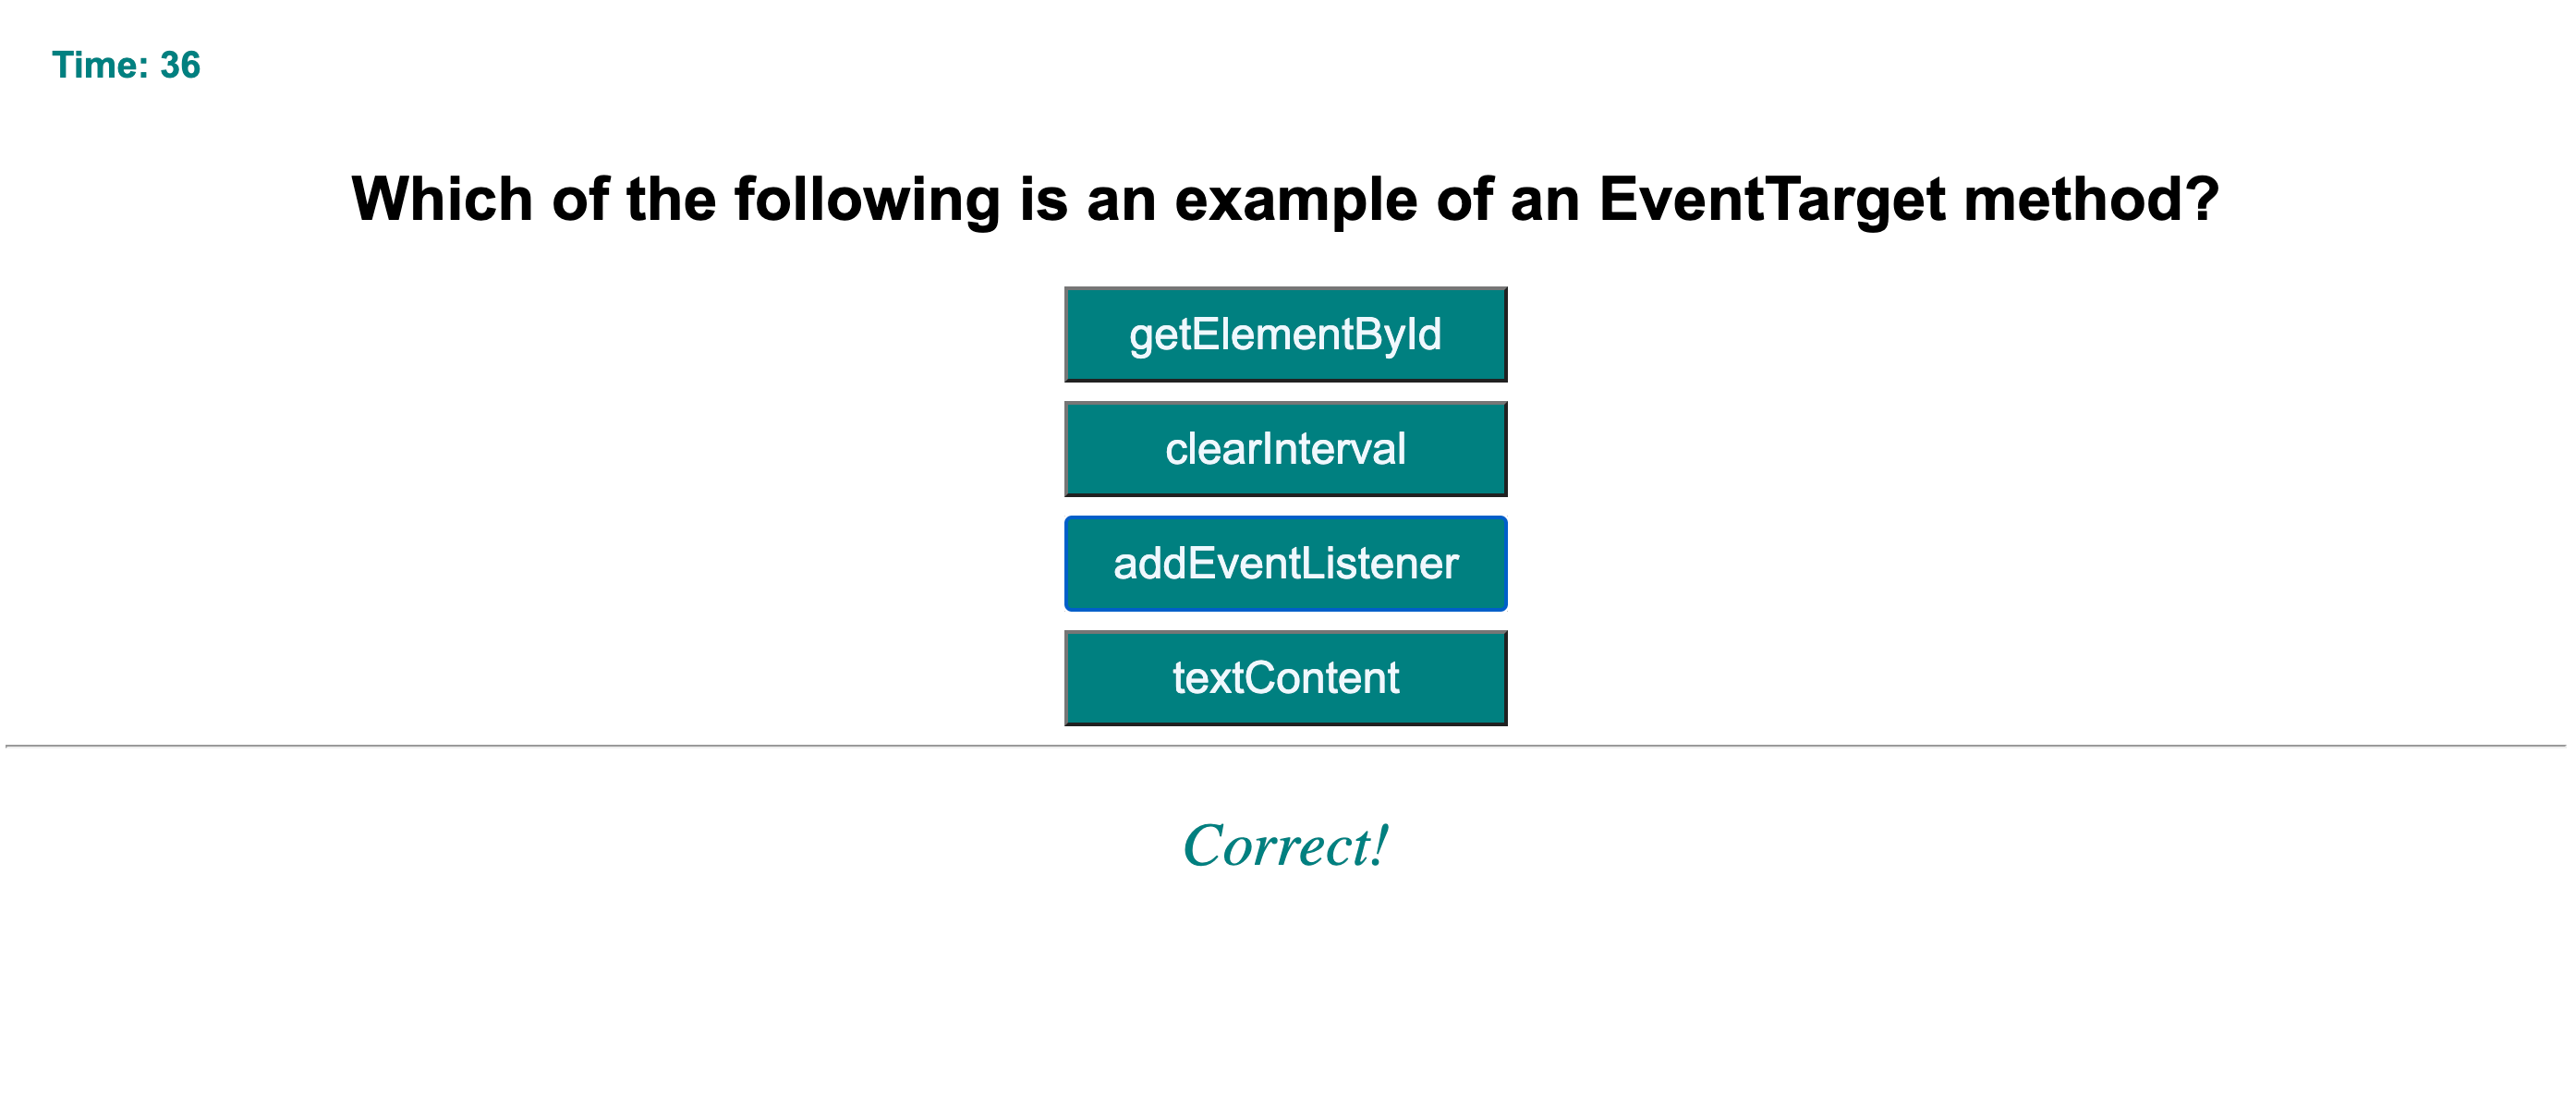 Time: 36
Which of the following is an example of an EventTarget method?
getElementById
clearInterval
addEventListener
textContent
Correct!